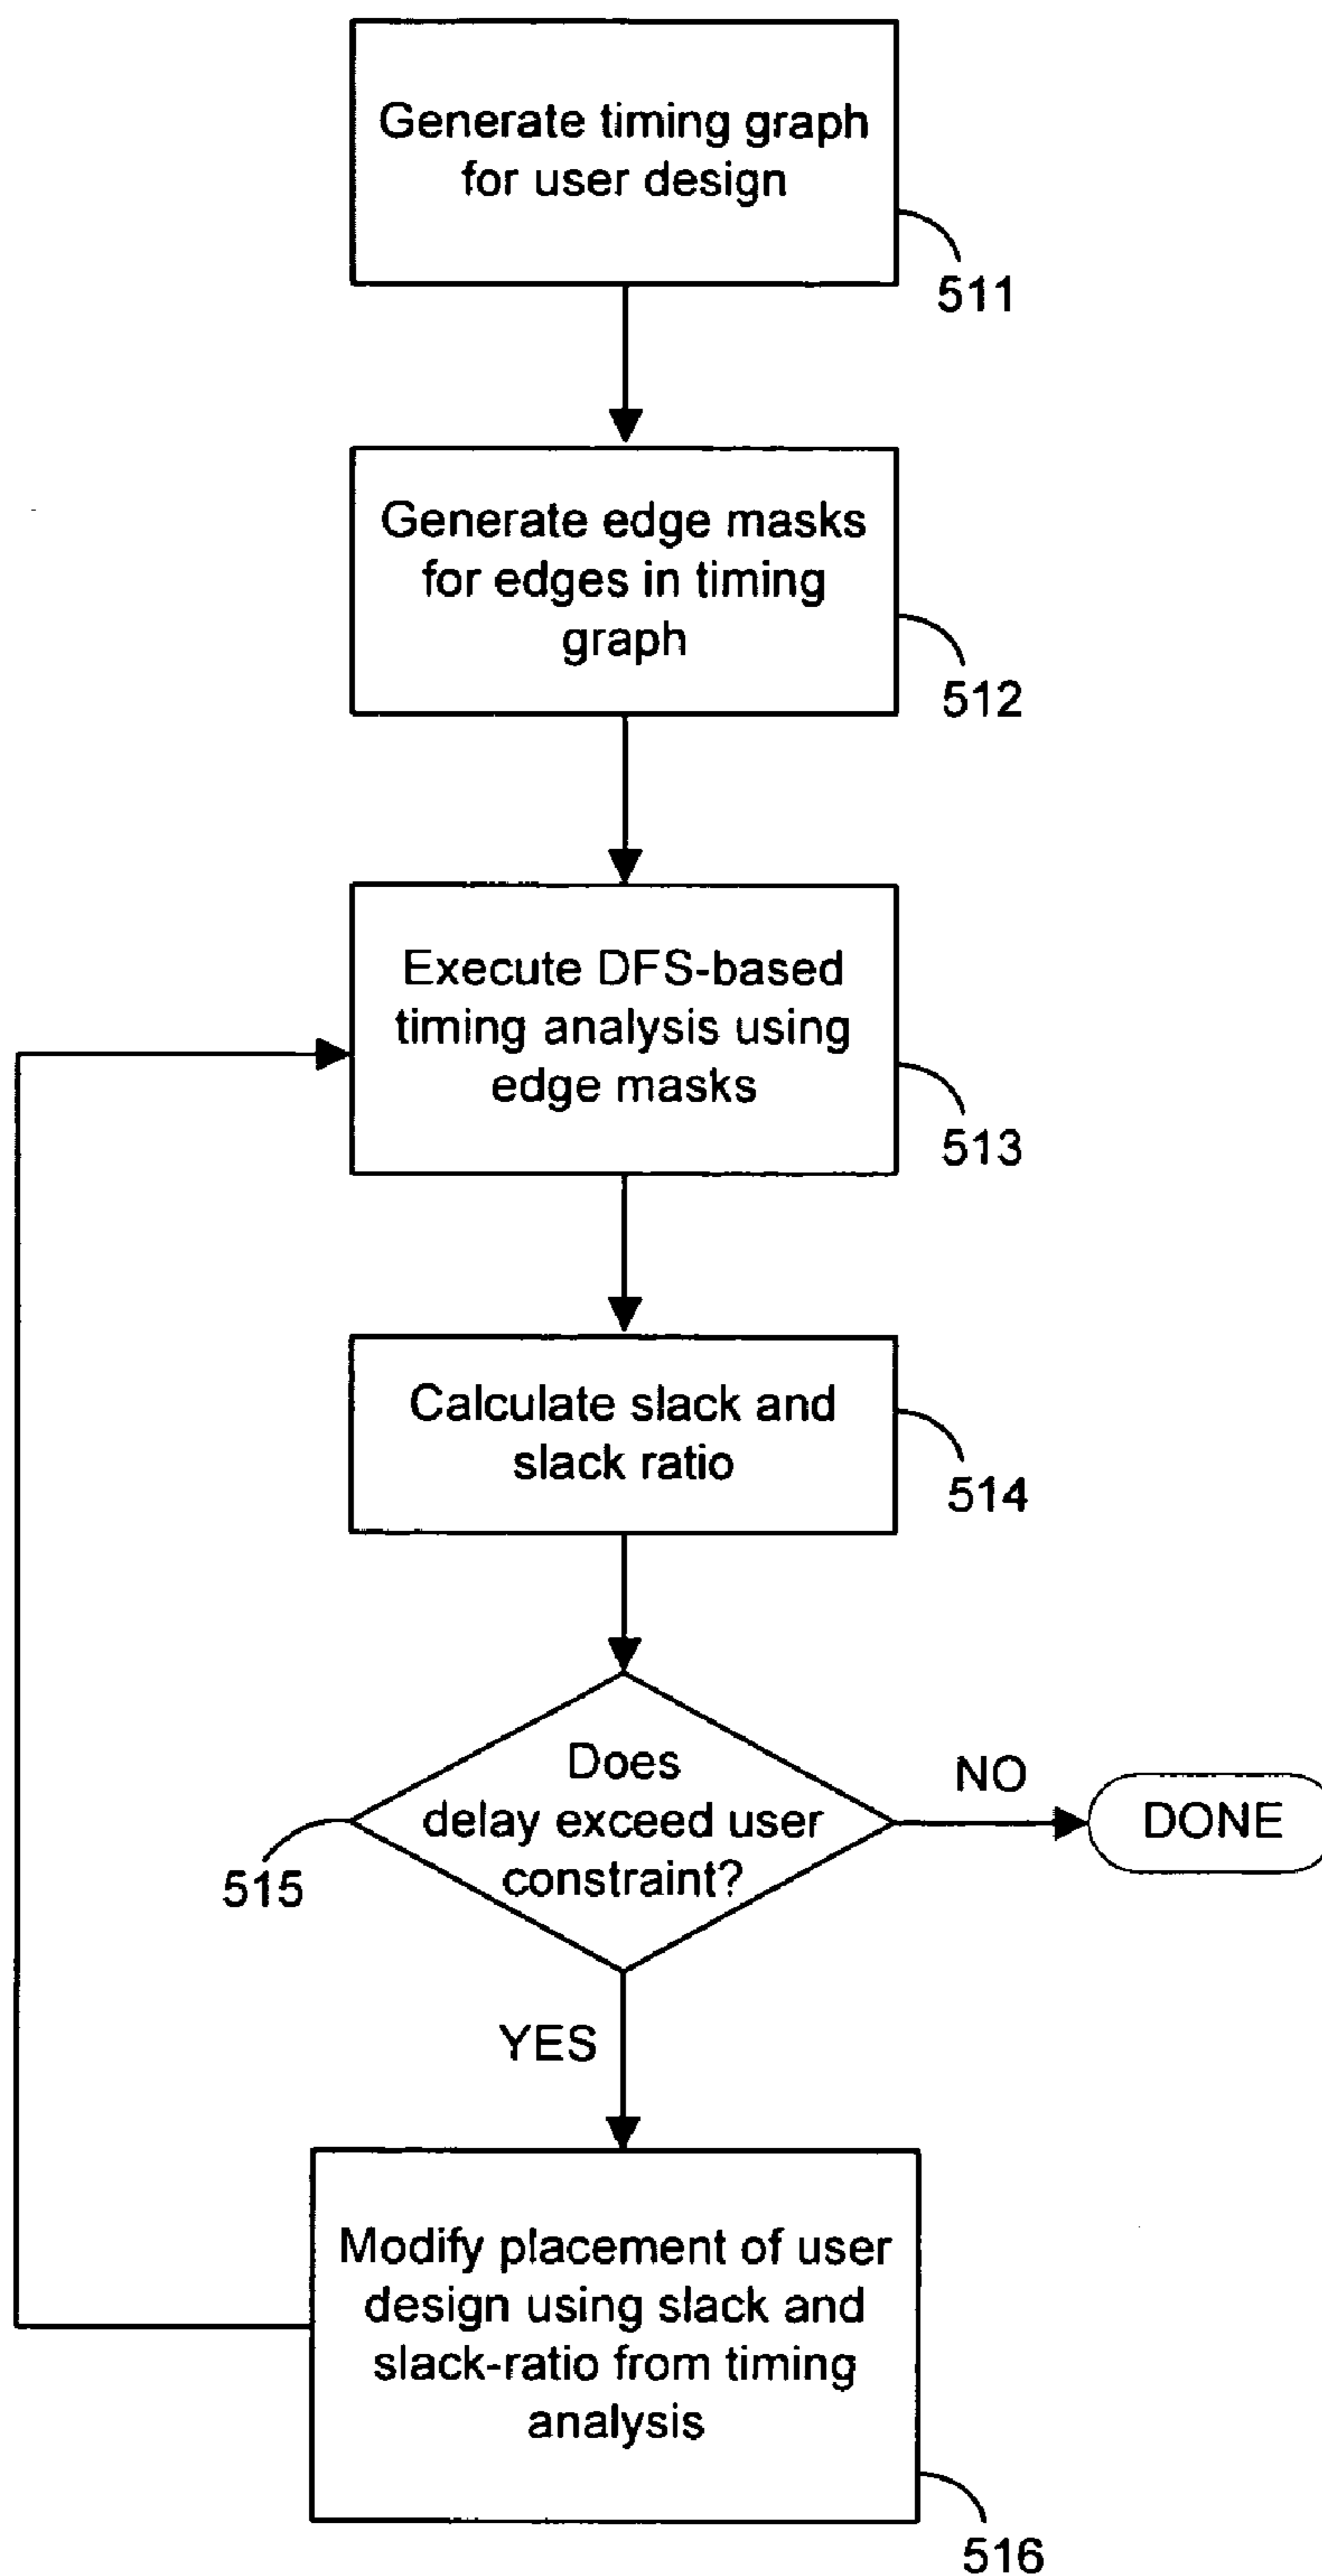 Generate timing graph
for user design
511
Generate edge masks
for edges in timing
graph
512
Execute DFS-based
timing analysis using
edge masks
513
Calculate slack and
slack ratio
514
Does
delay exceed user
constraint?
515
NO
DONE
YES
Modify placement of user
design using slack and
slack-ratio from timing
analysis
516